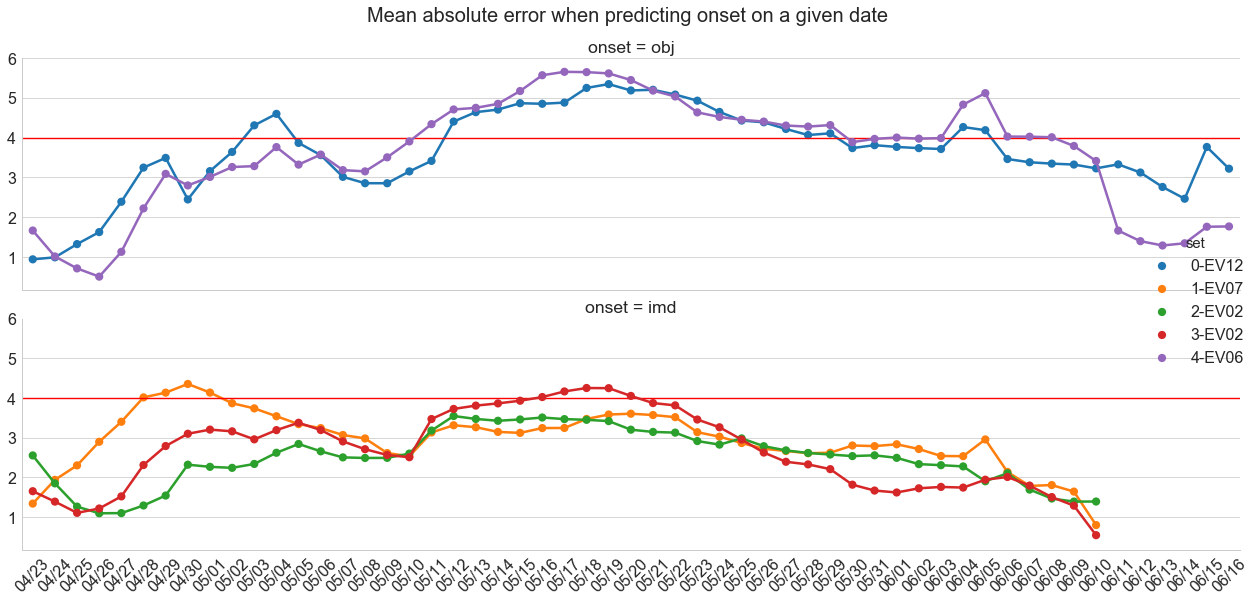 Mean absolute error when predicting onset on a given date
onset = obj
6
5
4
3
2
1
set
0-EV12
1-EV07
2-EV02
3-EV02
4-EV06
onset = imd
6
5
4
3
2
1
04/23 04/24 04/25 04/26 04/27 04/28 04/29 04/30 05/01 05/02 05/03 05/04 05/05 05/06 05/07 05/08 05/09 05/10 05/11 05/12 05/13 05/14 05/15 05/16 05/17 05/18 05/19 05/20 05/21 05/22 05/23 05/24 05/25 05/26 05/27 05/28 05/29 05/30 05/31 06/01 06/02 06/03 06/04 06/05 06/06 06/07 06/08 06/09 06/10 06/11 06/12 06/13 06/14 06/15 06/16